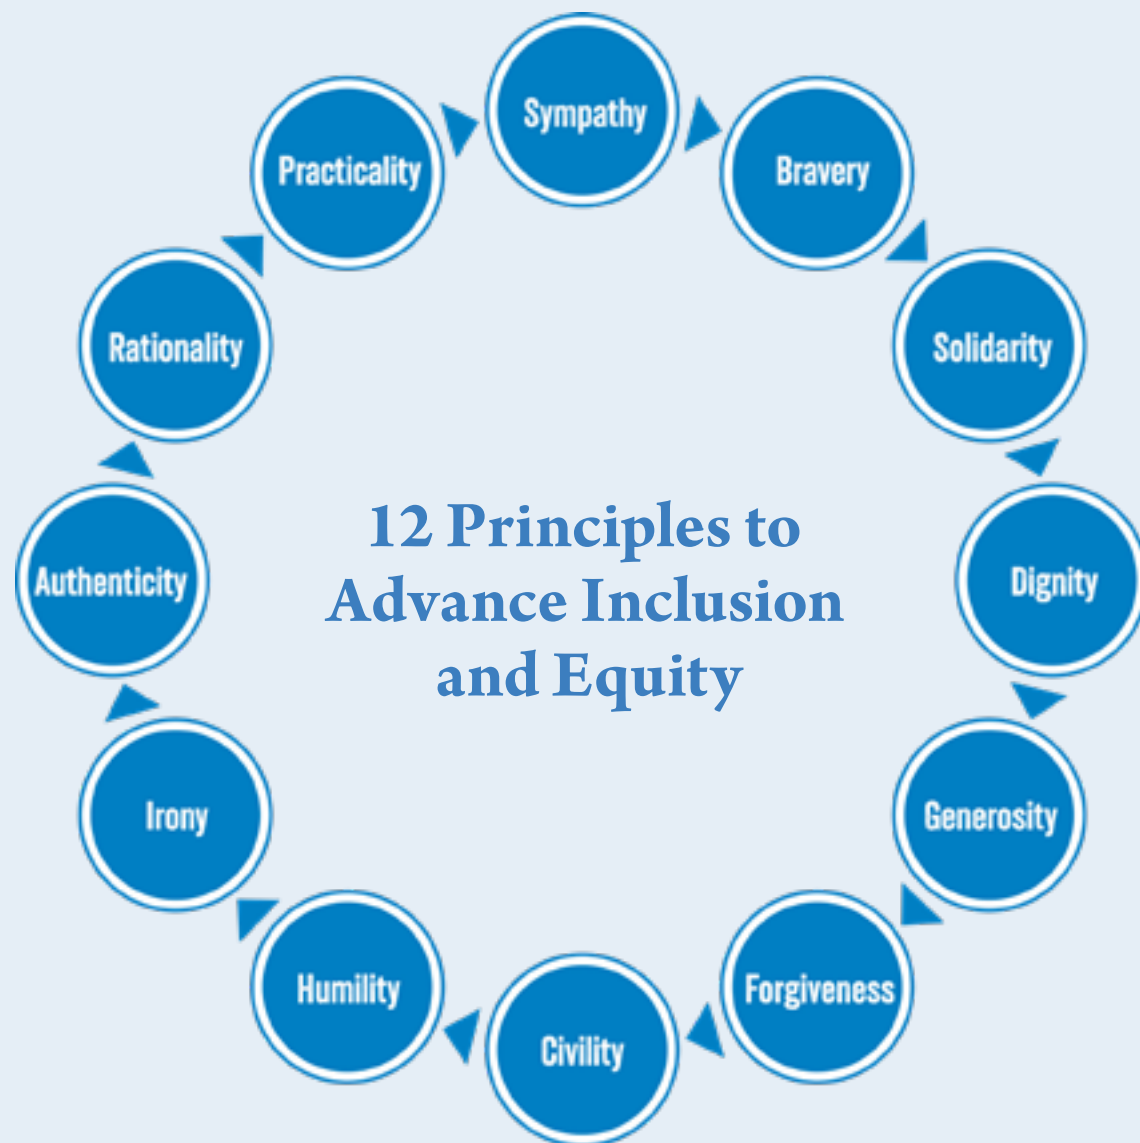 Sympathy
Bravery
Solidarity
Dignity
Generosity
Forgiveness
Civility
Humility
Irony
Authenticity
Rationality
Practicality
12 Principles to
Advance Inclusion
and Equity